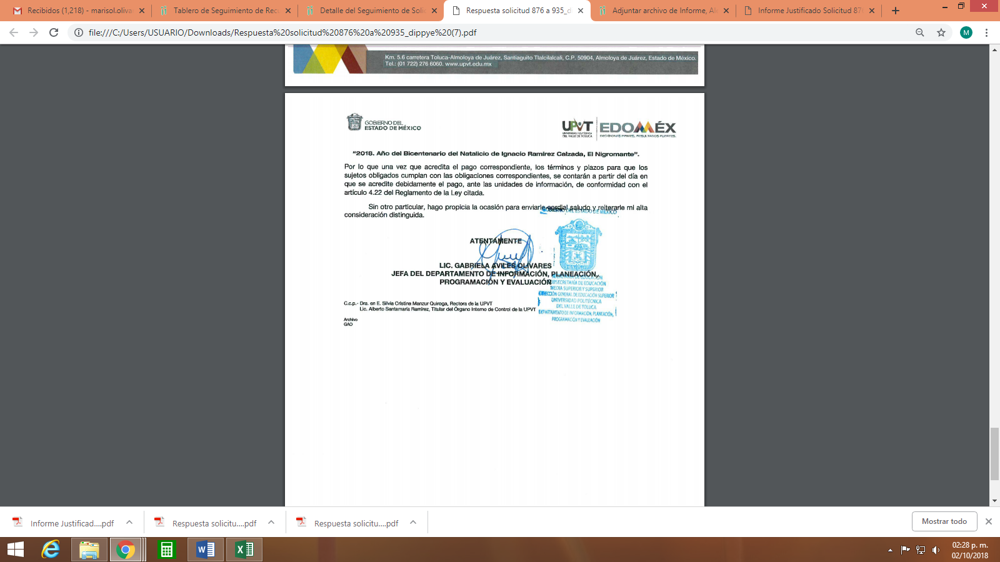 Recibidos (1,218) - marisol.oliva
Tablero de Seguimiento de Recu
Detalle del Seguimiento de Solic
Respuesta solicitud 876 a 935_d
Adjuntar archivo de Informe, Al
Informe Justificado Solicitud 876
file:///C:/Users/USUARIO/Downloads/Respuesta%20solicitud%20876%20a%20935_dippye%20(7).pdf
M
Km. 5.6 carretera Toluca-Almoloya de Juárez, Santiaguito Tlalcilalcali, C.P. 50904, Almoloya de Juárez, Estado de México.
Tel.: (01 722) 276 6060. www.upvt.edu.mx
GOBIERNO DEL
ESTADO DE MÉXICO
UPVT
UNIVERSIDAD POLITÉCNICA
DEL VALLE DE TOLUCA
EDOMÉX
DECISIONES FIRMES, RESULTADOS FUERTES.
“2018. Año del Bicentenario del Natalicio de Ignacio Ramírez Calzada, El Nigromante”.
Por lo que una vez que acredita el pago correspondiente, los términos y plazos para que los
sujetos obligados cumplan con las obligaciones correspondientes, se contarán a partir del día en
que se acredite debidamente el pago, ante las unidades de información, de conformidad con el
artículo 4.22 del Reglamento de la Ley citada.
Sin otro particular, hago propicia la ocasión para enviarle cordial saludo y reiterarle mi alta
consideración distinguida.
GOBIERNO DEL ESTADO DE MÉXICO
ATENTAMENTE
LIC. GABRIELA AVILES OLIVARES
JEFA DEL DEPARTAMENTO DE INFORMACIÓN, PLANEACIÓN,
PROGRAMACIÓN Y EVALUACIÓN
SECRETARÍA DE EDUCACIÓN
SUBSECRETARÍA DE EDUCACIÓN
MEDIA SUPERIOR Y SUPERIOR
DIRECCIÓN GENERAL DE EDUCACIÓN SUPERIOR
UNIVERSIDAD POLITÉCNICA
DEL VALLE DE TOLUCA
DEPARTAMENTO DE INFORMACIÓN, PLANEACIÓN,
PROGRAMACIÓN Y EVALUACIÓN
C.c.p.- Dra. en E. Silvia Cristina Manzur Quiroga, Rectora de la UPVT
Lic. Alberto Santamaría Ramírez, Titular del Órgano Interno de Control de la UPVT
Archivo
GAO
Informe Justificad....pdf
Respuesta solicitu....pdf
Respuesta solicitu....pdf
Mostrar todo
02:28 p. m.
02/10/2018